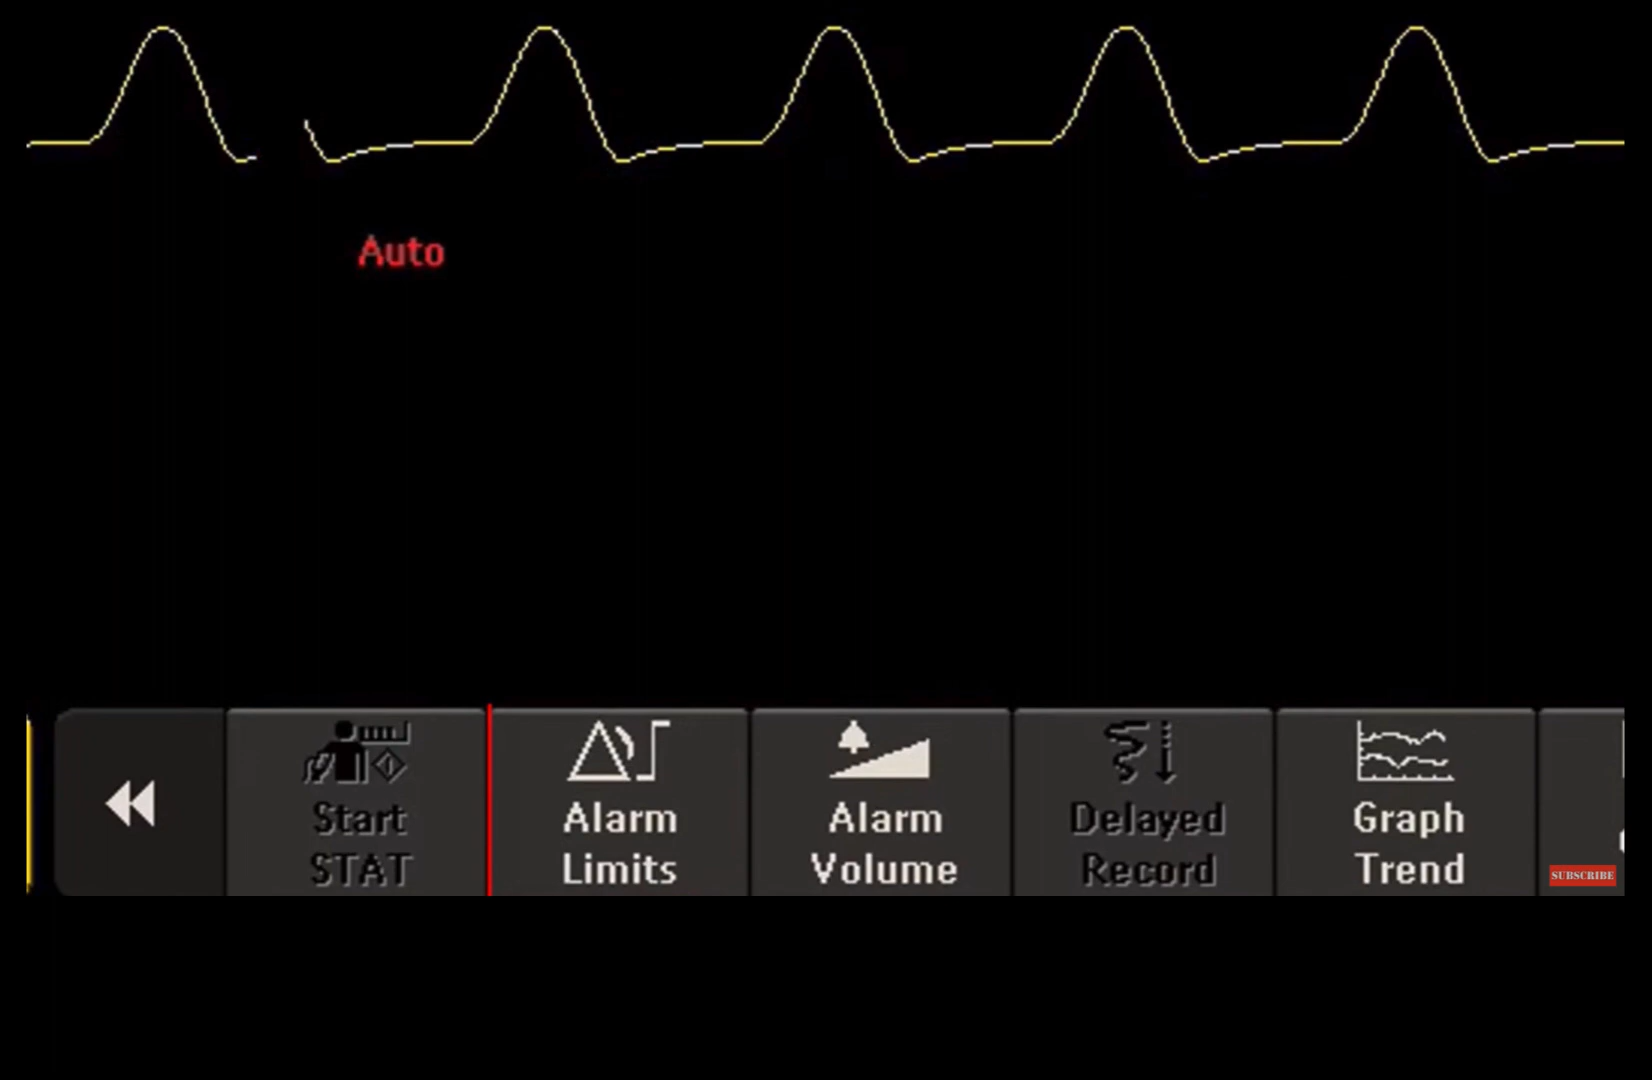 Auto
Start
STAT
Alarm
Limits
Alarm
Volume
Delayed
Record
Graph
Trend
SUBSCRIBE